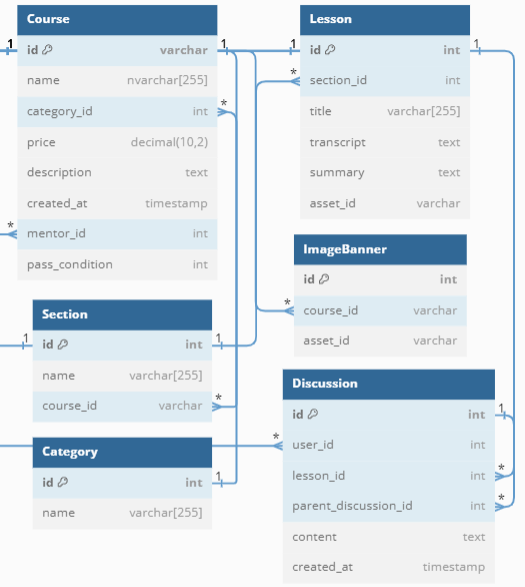 Course
id varchar
name nvarchar[255]
category_id int
price decimal(10,2)
description text
created_at timestamp
mentor_id int
pass_condition int
Section
id int
name varchar[255]
course_id varchar
Category
id int
name varchar[255]
Lesson
id int
section_id int
title varchar[255]
transcript text
summary text
asset_id varchar
ImageBanner
id int
course_id varchar
asset_id varchar
Discussion
id int
user_id int
lesson_id int
parent_discussion_id int
content text
created_at timestamp
1
1
1
1
*
*
*
1
1
*
*
1
*
1
*
*